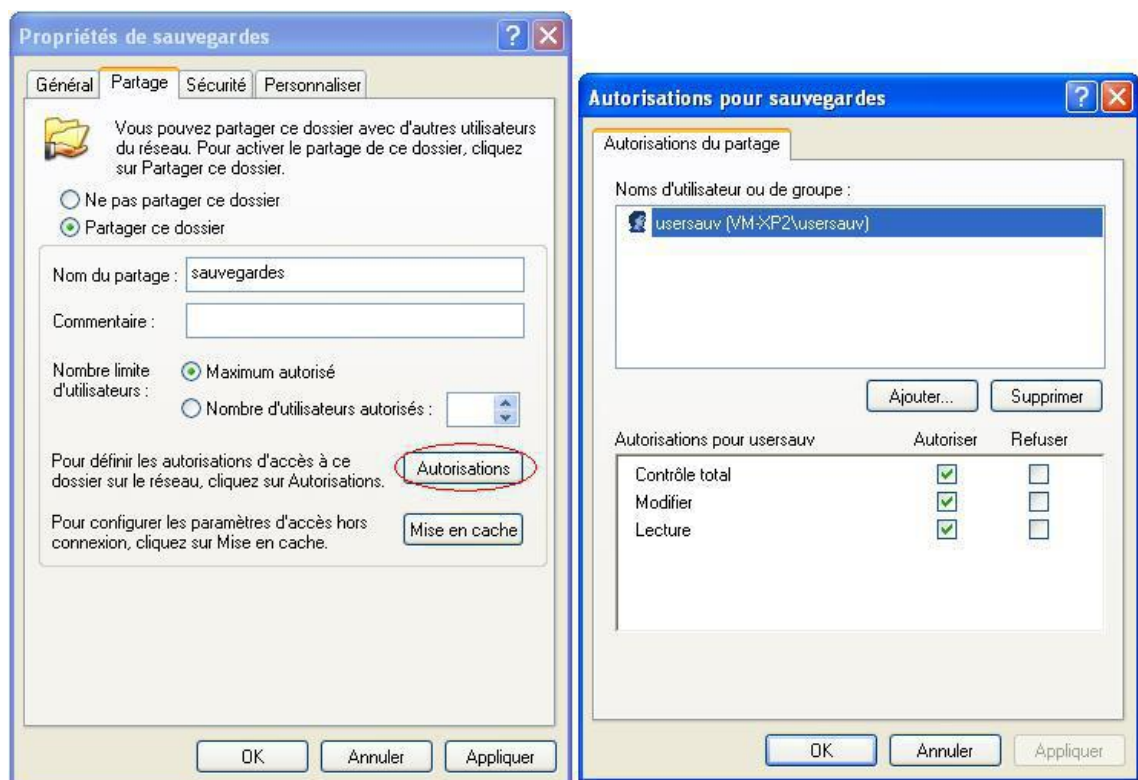 Propriétés de sauvegardes
Général
Partage
Sécurité
Personnaliser
Vous pouvez partager ce dossier avec d'autres utilisateurs
du réseau. Pour activer le partage de ce dossier, cliquez
sur Partager ce dossier.
Ne pas partager ce dossier
Partager ce dossier
Nom du partage :
sauvegardes
Commentaire :
Nombre limite
d'utilisateurs :
Maximum autorisé
Nombre d'utilisateurs autorisés :
Pour définir les autorisations d'accès à ce
dossier sur le réseau, cliquez sur Autorisations.
Autorisations
Pour configurer les paramètres d'accès hors
connexion, cliquez sur Mise en cache.
Mise en cache
OK
Annuler
Appliquer
Autorisations pour sauvegardes
Autorisations du partage
Noms d'utilisateur ou de groupe :
usersauv (VM-XP2\usersauv)
Ajouter...
Supprimer
Autorisations pour usersauv
Autoriser
Refuser
Contrôle total
Modifier
Lecture
OK
Annuler
Appliquer